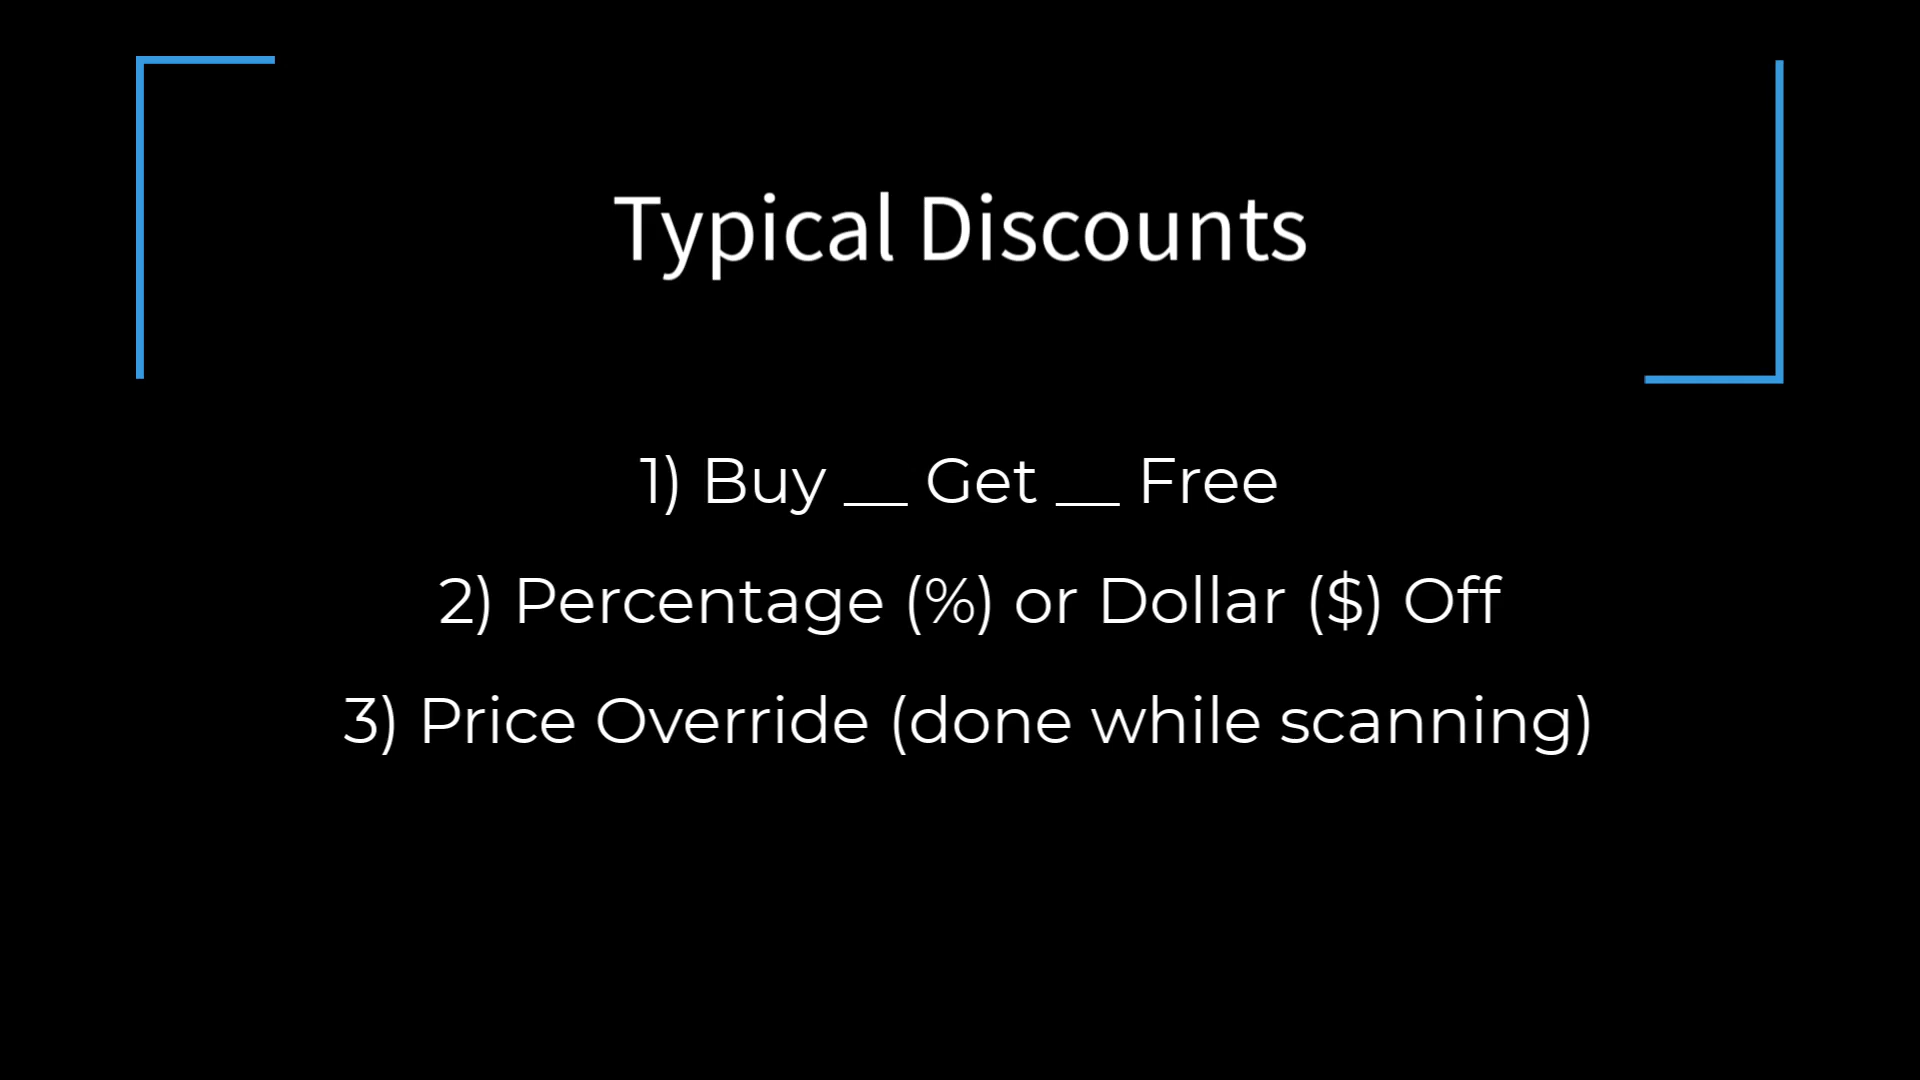 Typical Discounts
1) Buy __ Get __ Free
2) Percentage (%) or Dollar ($) Off
3) Price Override (done while scanning)